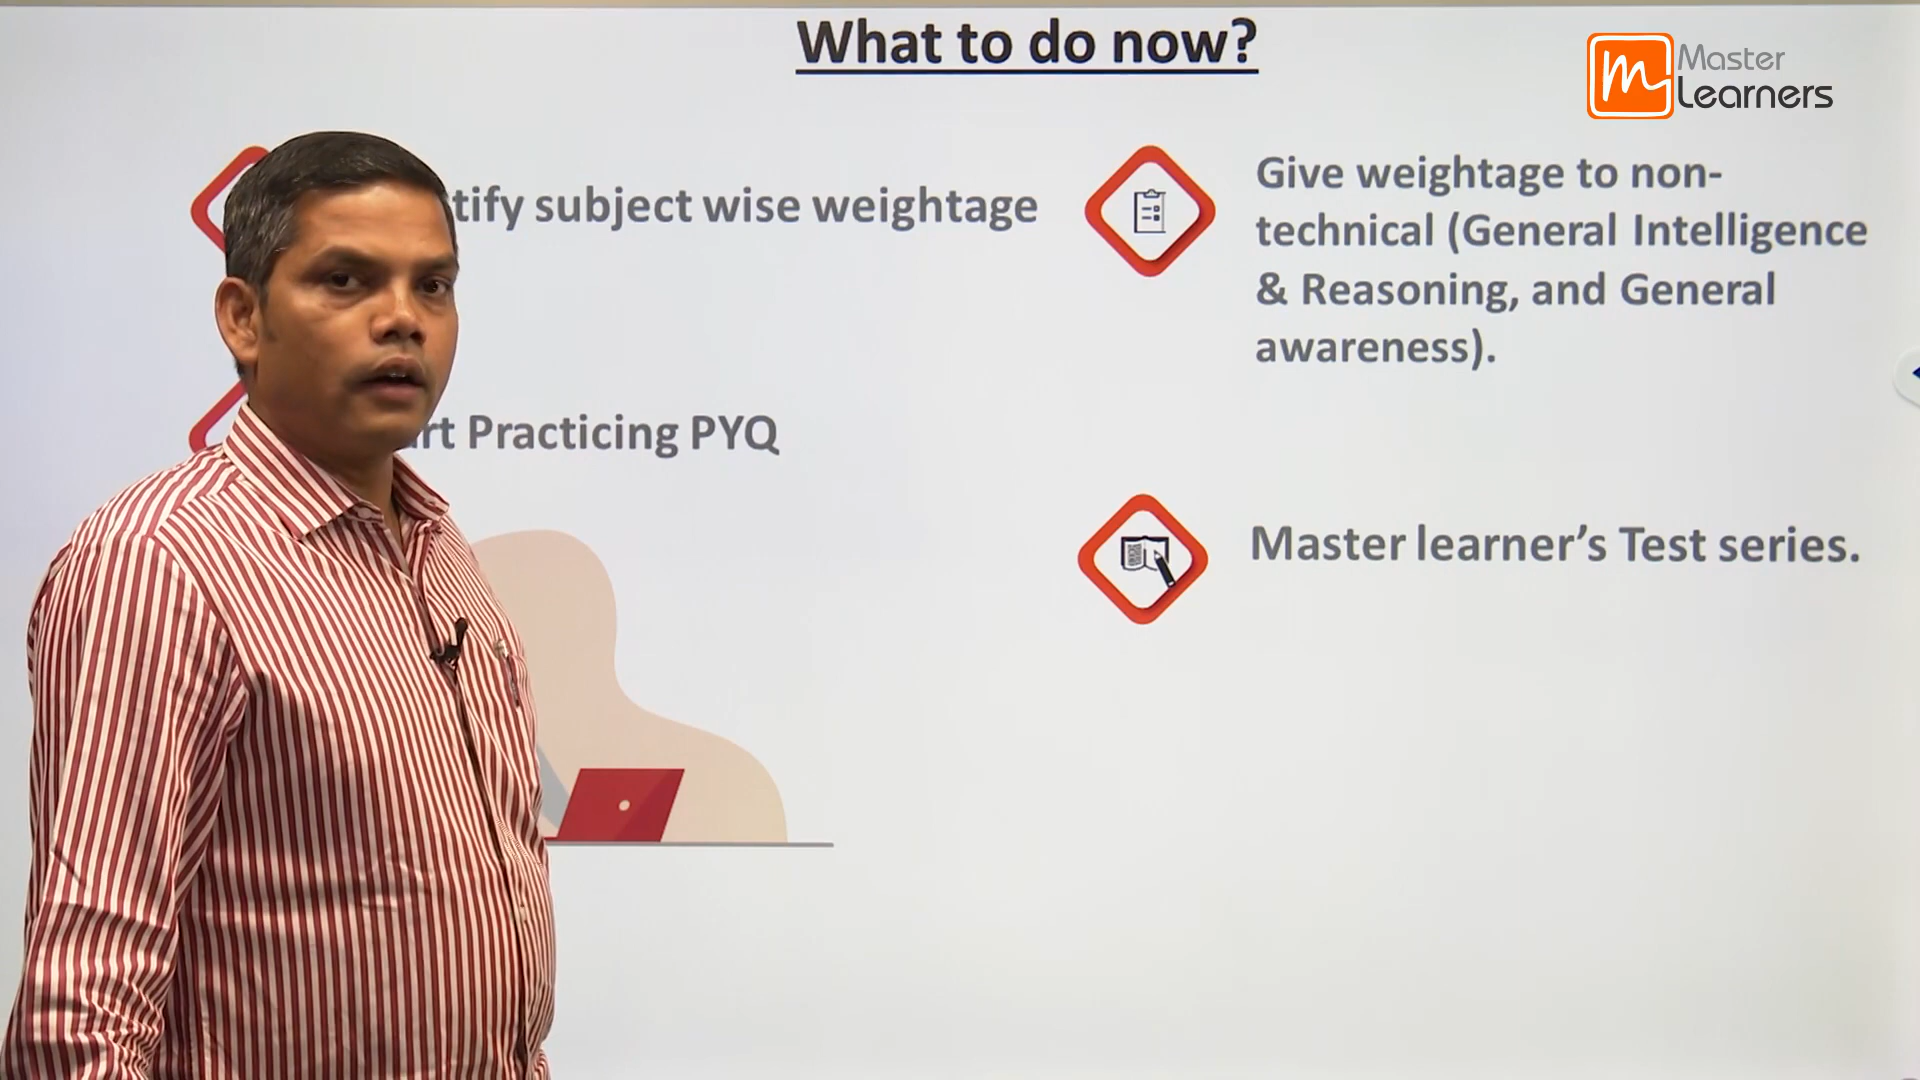 What to do now?
Master
Learners
tify subject wise weightage
rt Practicing PYQ
Give weightage to non-
technical (General Intelligence
& Reasoning, and General
awareness).
Master learner’s Test series.